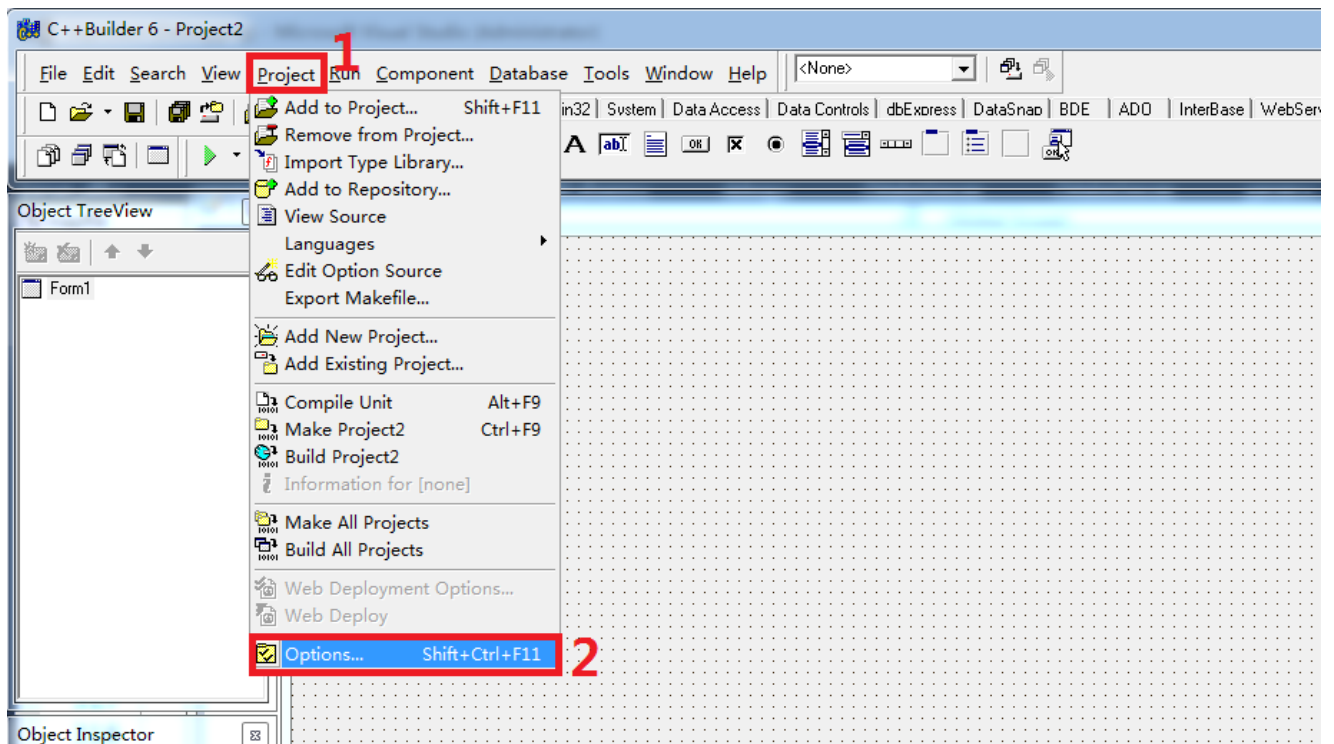 C++Builder 6 - Project2
1
File Edit Search View Project Run Component Database Tools Window Help <None>
Add to Project... Shift+F11
in32 System Data Access Data Controls dbExpress DataSnap BDE ADO InterBase WebServ
Remove from Project...
Import Type Library...
Add to Repository...
View Source
Languages
Edit Option Source
Export Makefile...
Add New Project...
Add Existing Project...
Compile Unit Alt+F9
Make Project2 Ctrl+F9
Build Project2
Information for [none]
Make All Projects
Build All Projects
Web Deployment Options...
Web Deploy
Options... Shift+Ctrl+F11
2
Object TreeView
Form1
Object Inspector